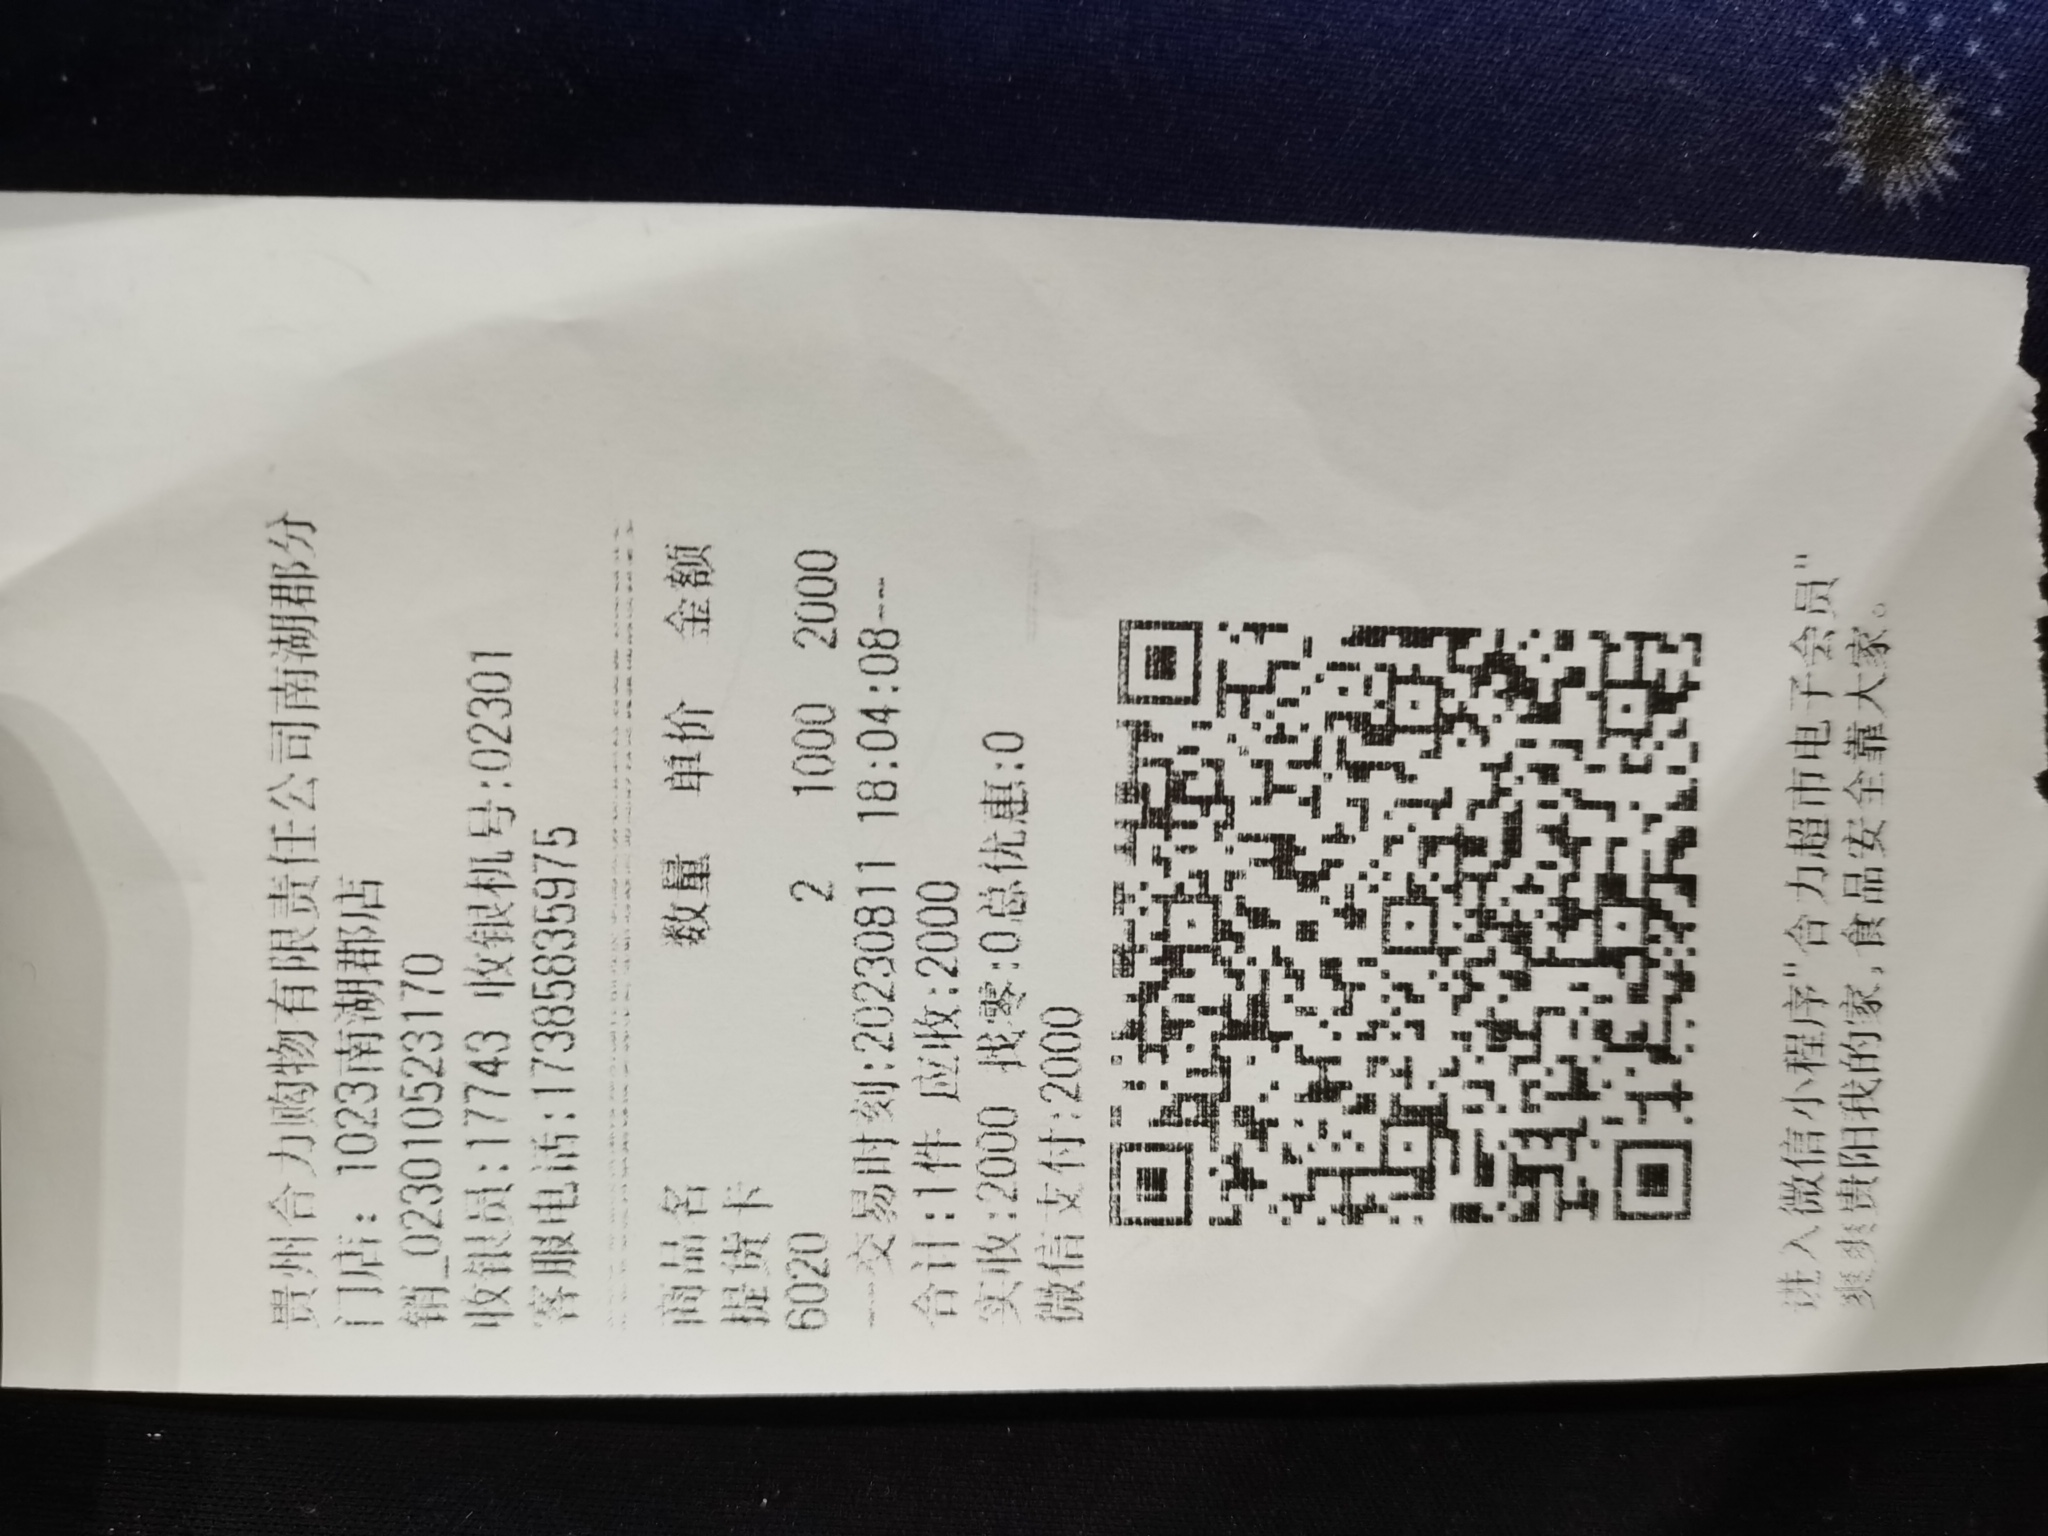 贵州合力购物有限责任公司南湖郡分
门店: 1023南湖郡店
销_023010523170
收银员:17743 收银机号:02301
客服电话:17385835975
商品名 数量 单价 金额
提货卡
6020 2 1000 2000
---交易时刻:20230811 18:04:08---
合计:1件 应收:2000
实收:2000 找零:0总优惠:0
微信支付:2000
进入微信小程序"合力超市电子会员"
爽爽贵阳我的家,食品安全靠大家。